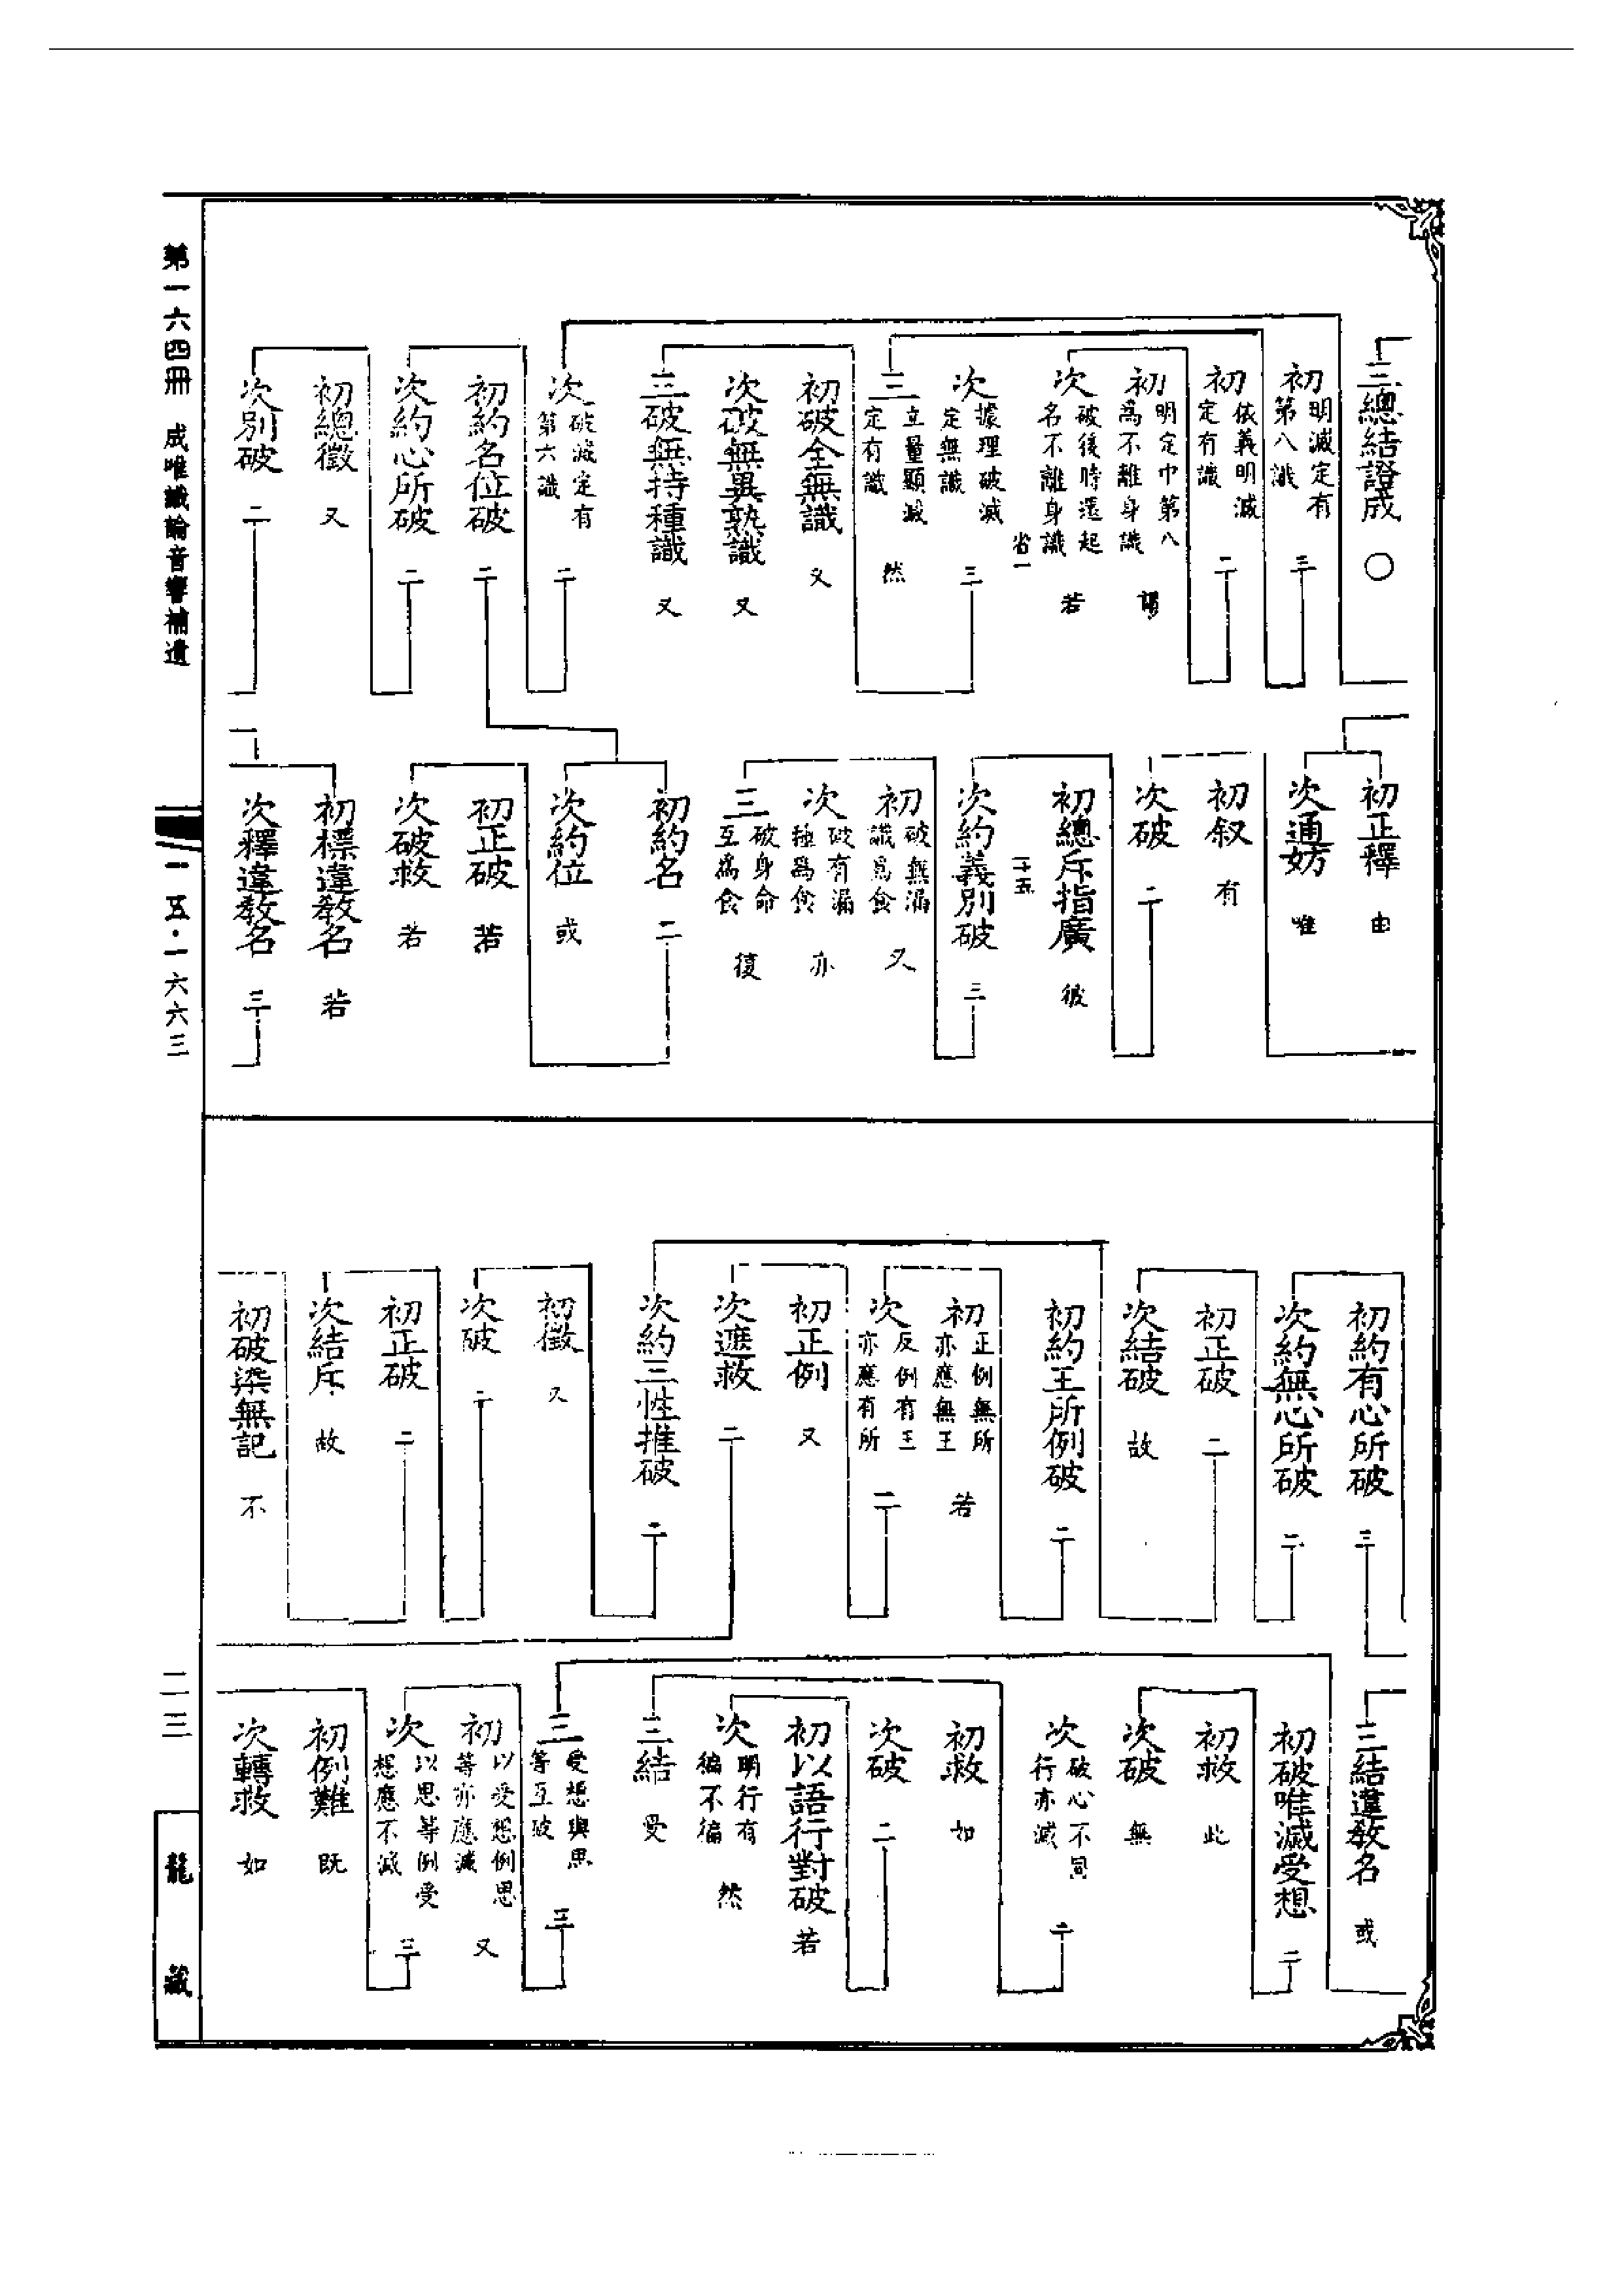 三總結證成 〇
初 明滅定有第八識 二
初 依義明滅定有識 二
初 明定中第八為不離身識 謂
次 破後時還起名不離身識 若
省一
次 據理破滅定無識 三
三 立量顯滅定有識 然
初破全無識 又
次破無異熟識 又
三破無持種識 又
次 破滅定有第六識 二
初約名位破 二
次約心所破 二
初總徵 又
次別破 二
初正釋 由
次通妨 唯
初叙 有
次破 二
初總斥指廣 彼
二十五
次約義別破 三
初 破無漏識為食 又
次 破有漏種為食 亦
三 破身命互為食 復
初約名 二
次約位 或
初正破 若
次破救 若
初標違教名 若
次釋違教名 三
初約有心所破 三
次約無心所破 二
初正破 二
次結破 故
初約王所例破 二
初 正例無所亦應無王 若
次 反例有王亦應有所 二
初正例 又
次遮救 二
次約三性推破 二
初徵 又
次破 二
初正破 二
次結斥 故
初破染無記 不
三結違教名 或
初破唯滅受想 二
初救 此
次破 無
次 破心不同行亦滅 二
初救 如
次破 二
初以語行對破 若
次 明行有徧不徧 然
三結 受
三 受想與思等互破 三
初 以受想例思等亦應滅 又
次 以思等例受想應不滅 三
初例難 既
次轉救 如
第一六四冊 成唯識論音響補遺
一一五·一六六三
二三
龍藏